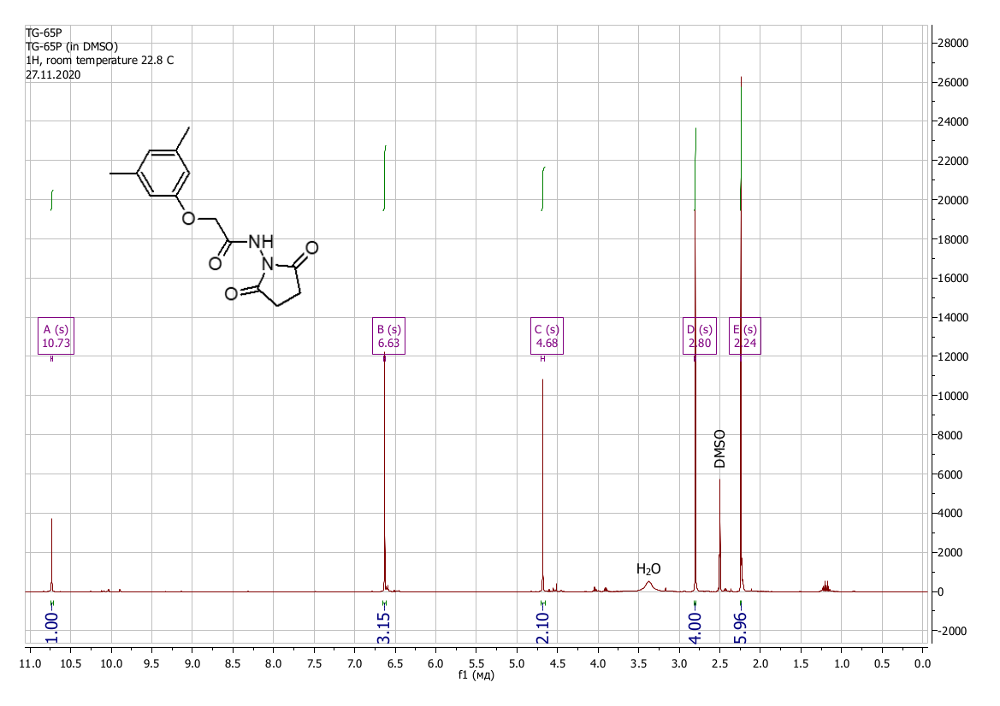 TG-65P
TG-65P (in DMSO)
1H, room temperature 22.8 C
27.11.2020
O
O
NH
N
O
O
A (s)
10.73
B (s)
6.63
C (s)
4.68
D (s)
2.80
E (s)
2.24
DMSO
H₂O
28000
26000
24000
22000
20000
18000
16000
14000
12000
10000
8000
6000
4000
2000
0
-2000
1.00
3.15
2.10
4.00
5.96
11.0 10.5 10.0 9.5 9.0 8.5 8.0 7.5 7.0 6.5 6.0 5.5 5.0 4.5 4.0 3.5 3.0 2.5 2.0 1.5 1.0 0.5 0.0
f1 (мд)